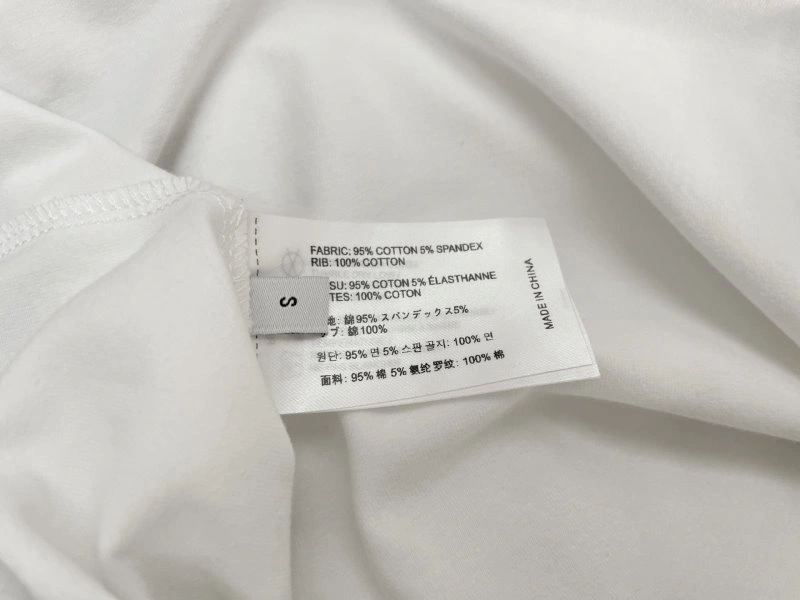 FABRIC: 95% COTTON 5% SPANDEX
RIB: 100% COTTON
SU: 95% COTON 5% ÉLASTHANNE
TES: 100% COTON
地: 綿95% スパンデックス5%
ブ: 綿100%
원단: 95% 면 5% 스판 골지: 100% 면
面料: 95% 棉 5% 氨纶 罗纹: 100% 棉
MADE IN CHINA
S